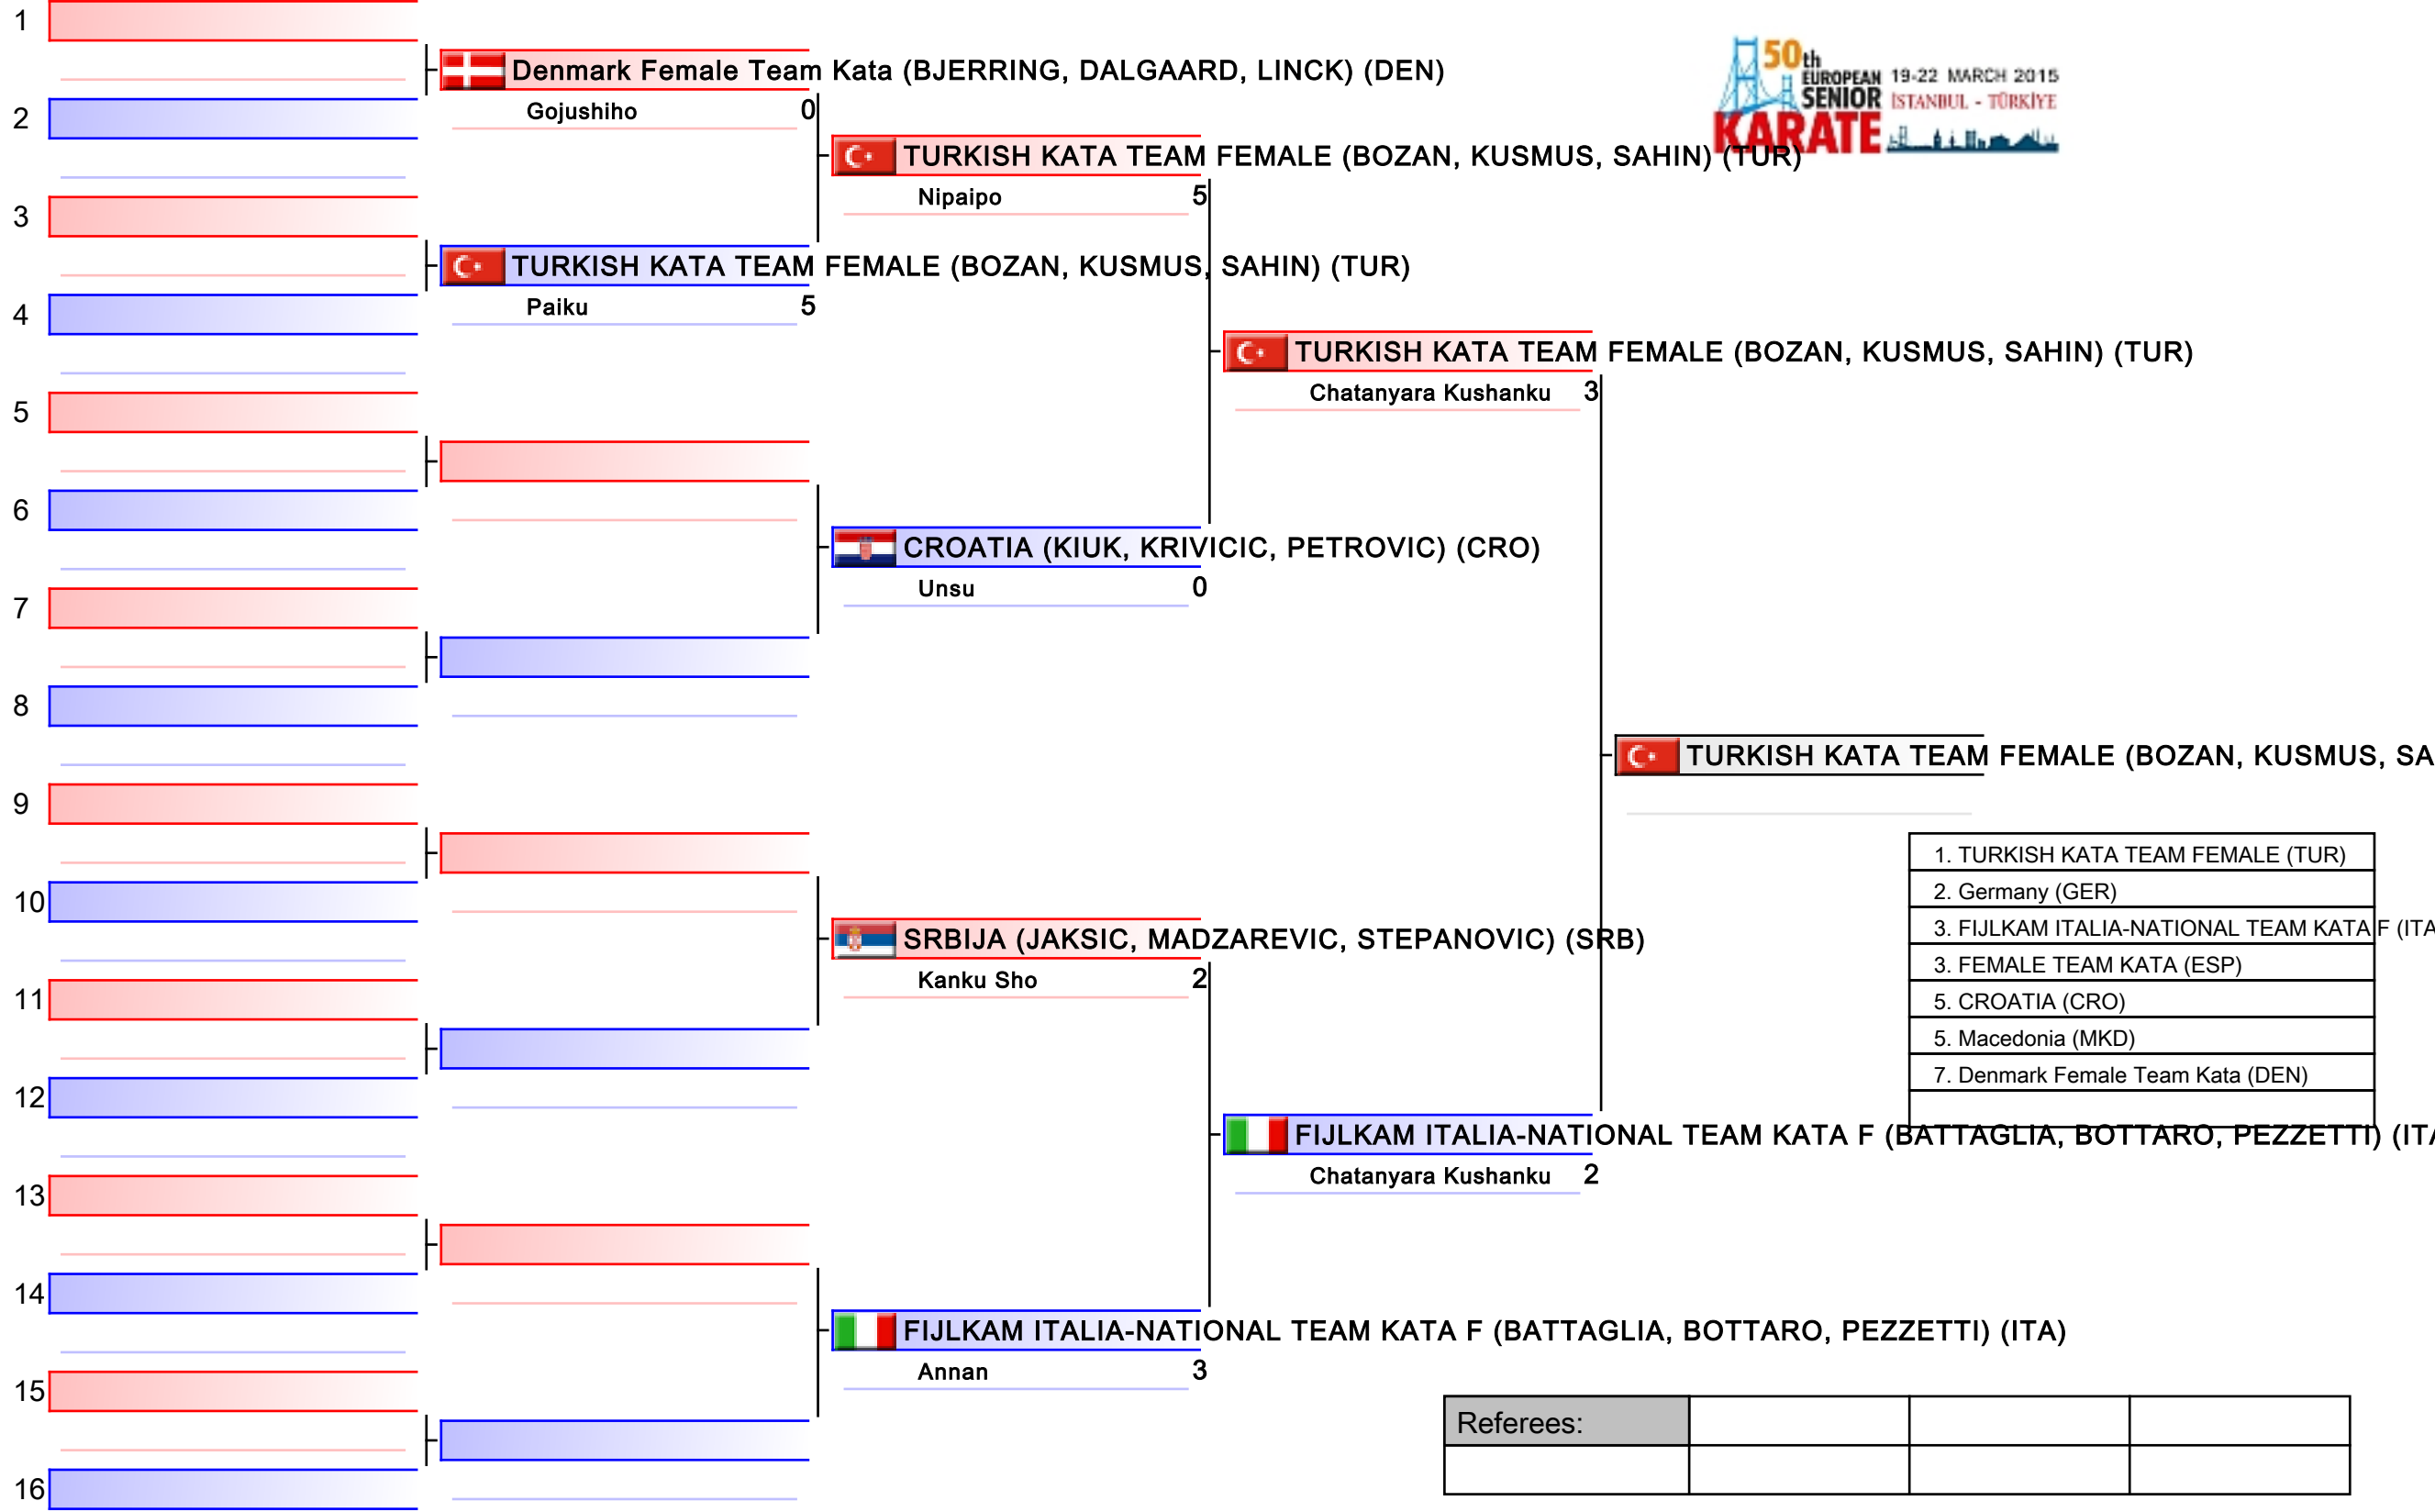 1
Denmark Female Team Kata (BJERRING, DALGAARD, LINCK) (DEN)
Gojushiho 0
2
50th EUROPEAN SENIOR KARATE
19-22 MARCH 2015
İSTANBUL - TÜRKİYE
TURKISH KATA TEAM FEMALE (BOZAN, KUSMUS, SAHIN) (TUR)
Nipaipo 5
3
TURKISH KATA TEAM FEMALE (BOZAN, KUSMUS, SAHIN) (TUR)
Paiku 5
4
TURKISH KATA TEAM FEMALE (BOZAN, KUSMUS, SAHIN) (TUR)
Chatanyara Kushanku 3
5
6
CROATIA (KIUK, KRIVICIC, PETROVIC) (CRO)
Unsu 0
7
8
TURKISH KATA TEAM FEMALE (BOZAN, KUSMUS, SA
9
1. TURKISH KATA TEAM FEMALE (TUR)
2. Germany (GER)
3. FIJLKAM ITALIA-NATIONAL TEAM KATA F (ITA
3. FEMALE TEAM KATA (ESP)
5. CROATIA (CRO)
5. Macedonia (MKD)
7. Denmark Female Team Kata (DEN)
10
SRBIJA (JAKSIC, MADZAREVIC, STEPANOVIC) (SRB)
Kanku Sho 2
11
12
FIJLKAM ITALIA-NATIONAL TEAM KATA F (BATTAGLIA, BOTTARO, PEZZETTI) (ITA
Chatanyara Kushanku 2
13
14
FIJLKAM ITALIA-NATIONAL TEAM KATA F (BATTAGLIA, BOTTARO, PEZZETTI) (ITA)
Annan 3
15
Referees:
16